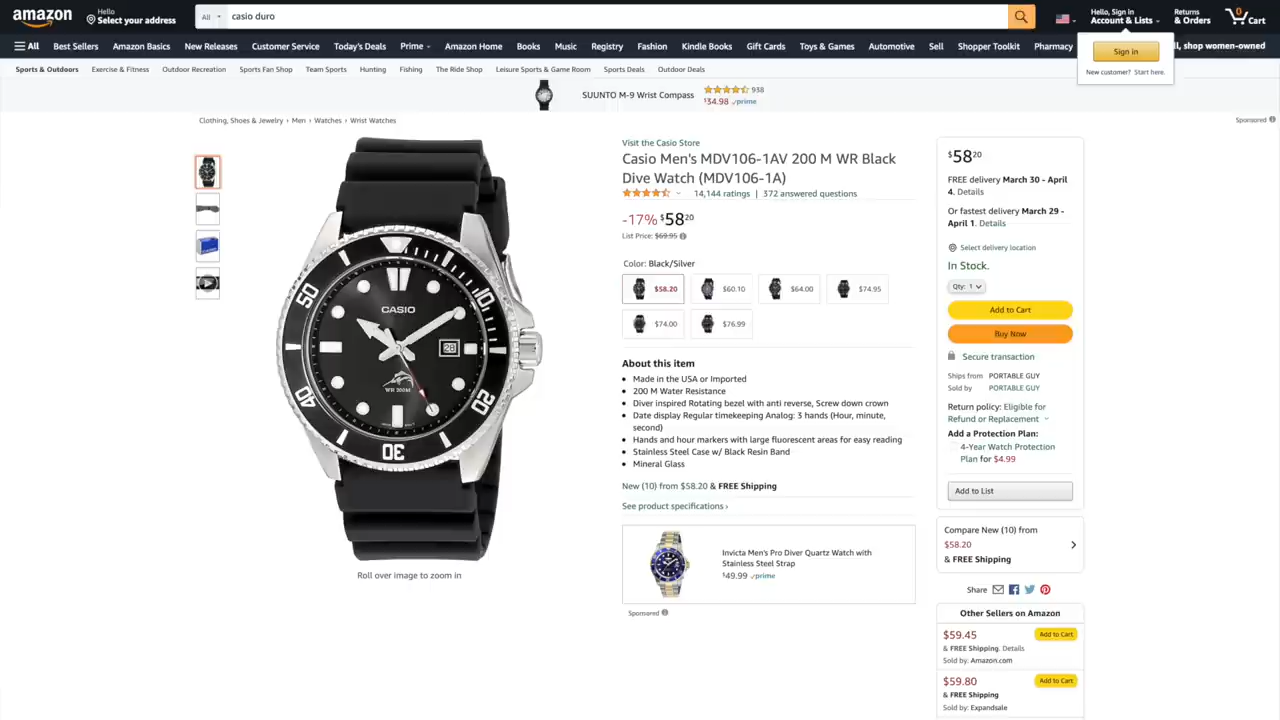 amazon
Hello
Select your address
All
casio duro
Hello, Sign in
Account & Lists
Returns
& Orders
0
Cart
All
Best Sellers
Amazon Basics
New Releases
Customer Service
Today's Deals
Prime
Amazon Home
Books
Music
Registry
Fashion
Kindle Books
Gift Cards
Toys & Games
Automotive
Sell
Shopper Toolkit
Pharmacy
ll, shop women-owned
Sign in
New customer? Start here.
Sports & Outdoors
Exercise & Fitness
Outdoor Recreation
Sports Fan Shop
Team Sports
Hunting
Fishing
The Ride Shop
Leisure Sports & Game Room
Sports Deals
Outdoor Deals
SUUNTO M-9 Wrist Compass
938
$34.98 prime
Clothing, Shoes & Jewelry › Men › Watches › Wrist Watches
Sponsored
50
10
CASIO
28
WR 200M
40
20
30
Roll over image to zoom in
Visit the Casio Store
Casio Men's MDV106-1AV 200 M WR Black
Dive Watch (MDV106-1A)
14,144 ratings | 372 answered questions
-17% $58 20
List Price: $69.95
Color: Black/Silver
$58.20
$60.10
$64.00
$74.95
$74.00
$76.99
About this item
Made in the USA or Imported
200 M Water Resistance
Diver inspired Rotating bezel with anti reverse, Screw down crown
Date display Regular timekeeping Analog: 3 hands (Hour, minute,
second)
Hands and hour markers with large fluorescent areas for easy reading
Stainless Steel Case w/ Black Resin Band
Mineral Glass
New (10) from $58.20 & FREE Shipping
See product specifications ›
Invicta Men's Pro Diver Quartz Watch with
Stainless Steel Strap
$49.99 prime
Sponsored
$58 20
FREE delivery March 30 - April
4. Details
Or fastest delivery March 29 -
April 1. Details
Select delivery location
In Stock.
Qty: 1
Add to Cart
Buy Now
Secure transaction
Ships from PORTABLE GUY
Sold by PORTABLE GUY
Return policy: Eligible for
Refund or Replacement
Add a Protection Plan:
4-Year Watch Protection
Plan for $4.99
Add to List
Compare New (10) from
$58.20
& FREE Shipping
Share
Other Sellers on Amazon
$59.45
Add to Cart
& FREE Shipping. Details
Sold by: Amazon.com
$59.80
Add to Cart
& FREE Shipping
Sold by: Expandsale